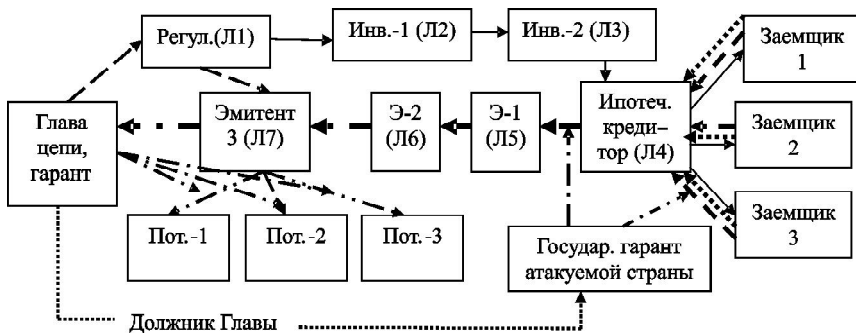 Регул.(Л1)
Инв.-1 (Л2)
Инв.-2 (Л3)
Заемщик
1
Глава
цепи,
гарант
Эмитент
3 (Л7)
Э-2
(Л6)
Э-1
(Л5)
Ипотеч.
креди–
тор (Л4)
Заемщик
2
Пот.-1
Пот.-2
Пот.-3
Государ. гарант
атакуемой страны
Заемщик
3
Должник Главы